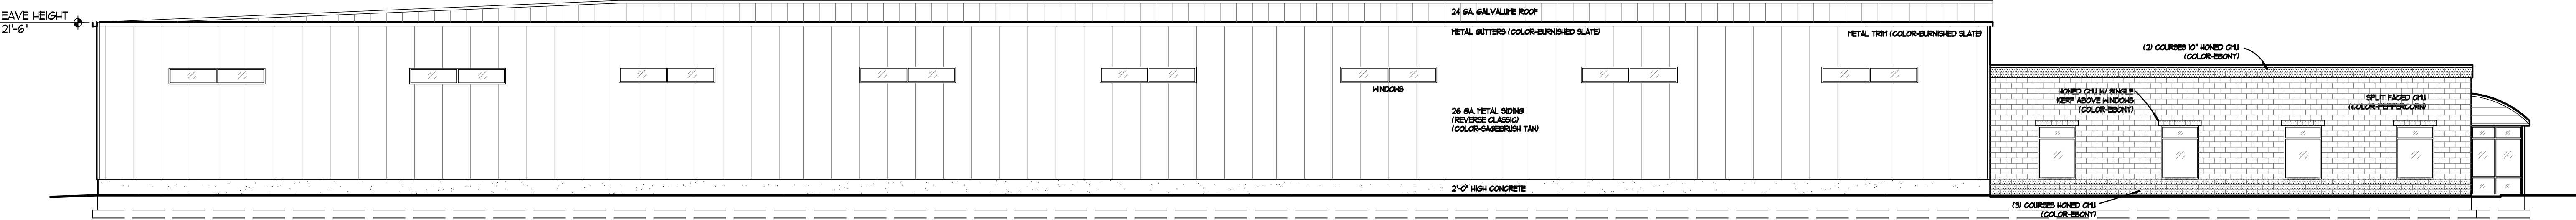 EAVE HEIGHT
21'-6"
24 GA. GALVALUME ROOF
METAL GUTTERS (COLOR-BURNISHED SLATE)
METAL TRIM (COLOR-BURNISHED SLATE)
(2) COURSES 10" HONED CMU
(COLOR-EBONY)
WINDOWS
HONED CMU W/ SINGLE
KERF ABOVE WINDOWS
(COLOR-EBONY)
SPLIT FACED CMU
(COLOR-PEPPERCORN)
26 GA. METAL SIDING
(REVERSE CLASSIC)
(COLOR-SAGEBRUSH TAN)
2'-0" HIGH CONCRETE
(3) COURSES HONED CMU
(COLOR-EBONY)